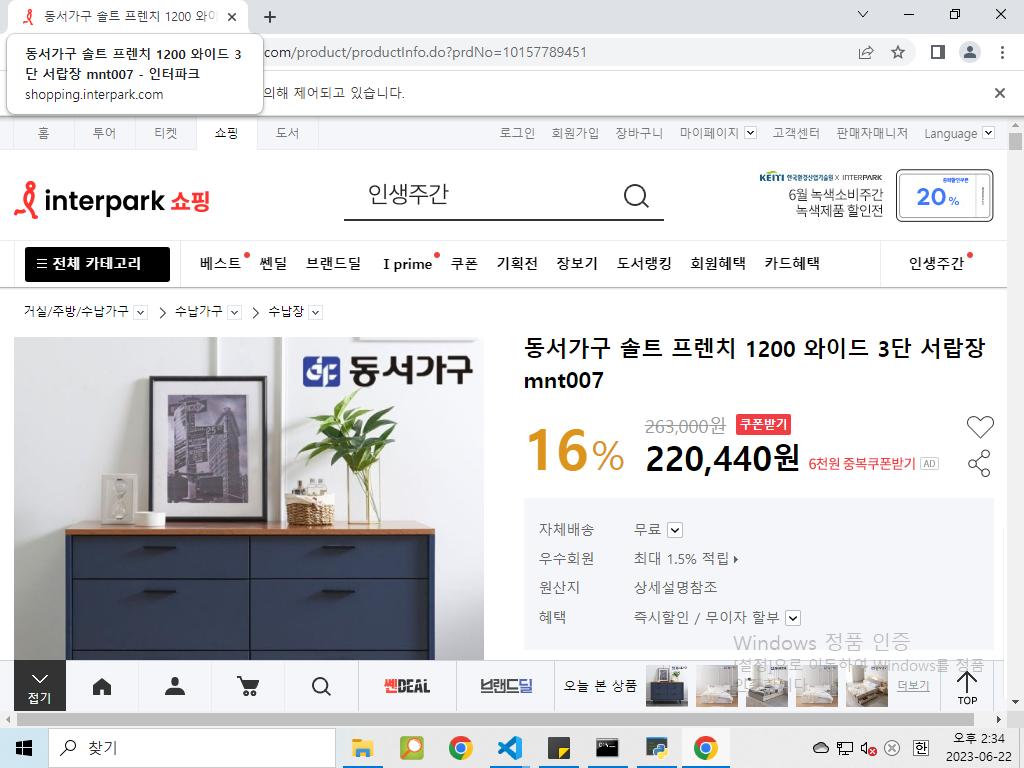 동서가구 솔트 프렌치 1200 와이
동서가구 솔트 프렌치 1200 와이드 3
단 서랍장 mnt007 - 인터파크
shopping.interpark.com
com/product/productInfo.do?prdNo=10157789451
의해 제어되고 있습니다.
홈 투어 티켓 쇼핑 도서 로그인 회원가입 장바구니 마이페이지 고객센터 판매자매니저 Language
interpark 쇼핑
인생주간
KEITI 한국환경산업기술원 X INTERPARK
6월 녹색소비주간
녹색제품 할인전
중복할인쿠폰
20%
전체 카테고리 베스트 쎈딜 브랜드딜 I prime 쿠폰 기획전 장보기 도서랭킹 회원혜택 카드혜택 인생주간
거실/주방/수납가구 수납가구 수납장
동서가구
동서가구 솔트 프렌치 1200 와이드 3단 서랍장
mnt007
16%
263,000원 쿠폰받기
220,440원 6천원 중복쿠폰받기 AD
자체배송 무료
우수회원 최대 1.5% 적립
원산지 상세설명참조
혜택 즉시할인 / 무이자 할부
Windows 정품 인증
[설정]으로 이동하여 Windows를 정품
접기
쎈DEAL
브랜드딜
오늘 본 상품
더보기
TOP
찾기
한
오후 2:34
2023-06-22